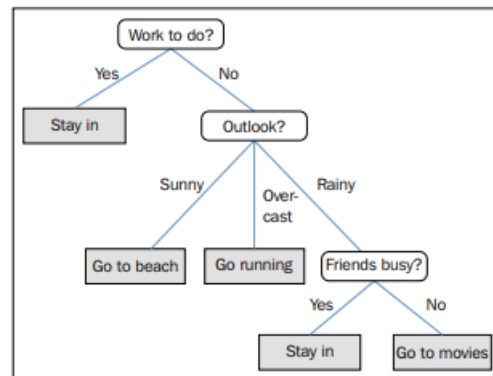 Work to do?
Yes
No
Stay in
Outlook?
Sunny
Over-
cast
Rainy
Go to beach
Go running
Friends busy?
Yes
No
Stay in
Go to movies